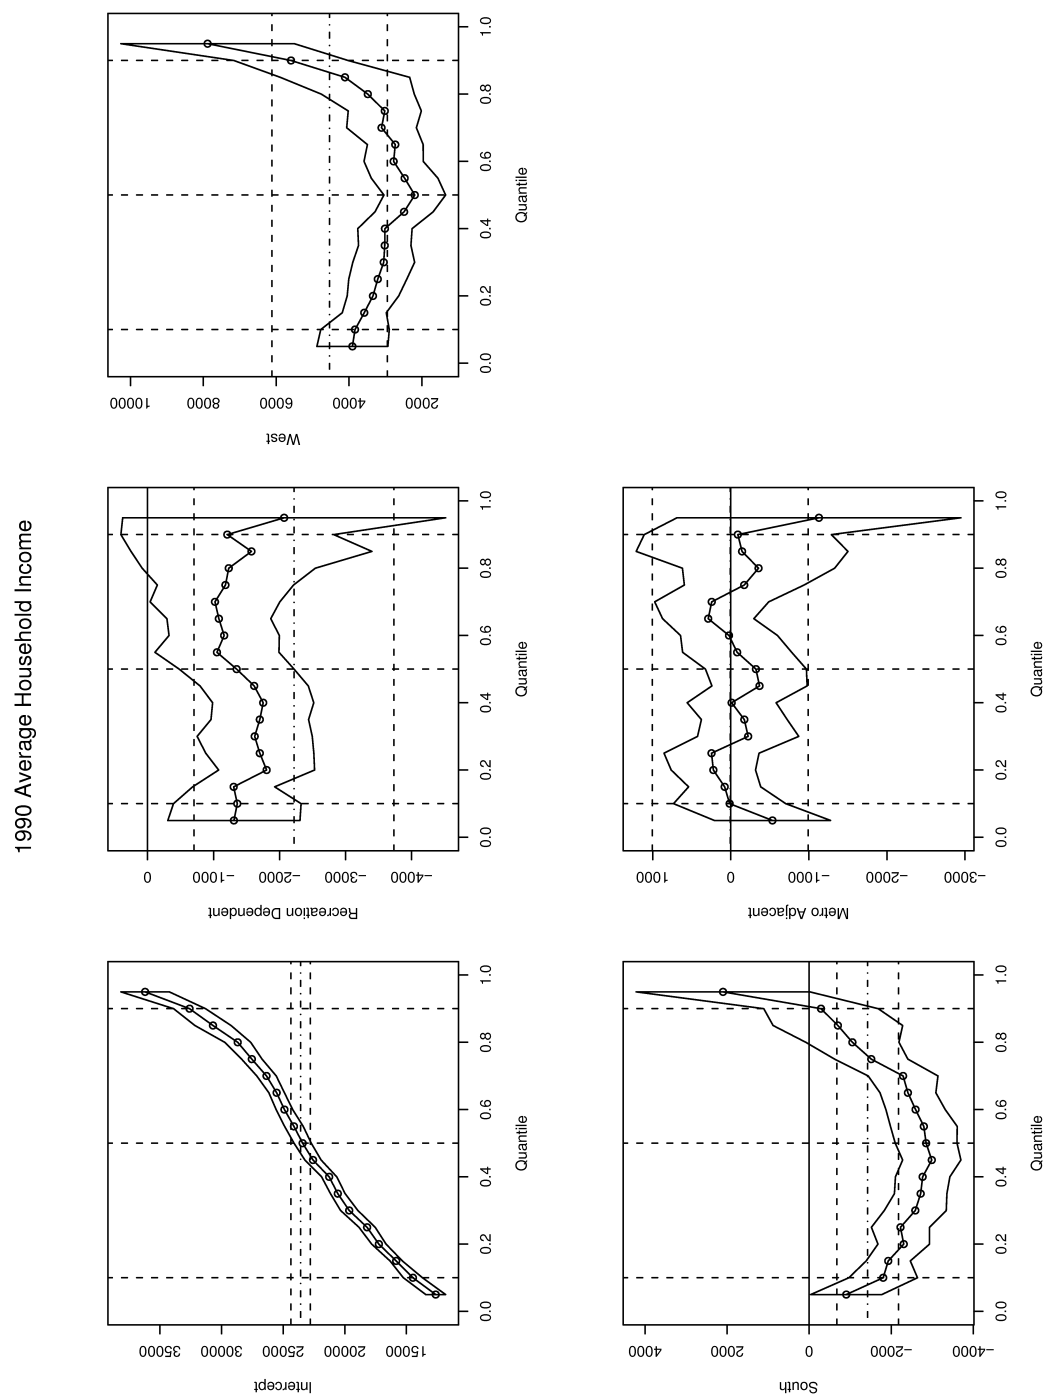 1990 Average Household Income
Intercept
15000 20000 25000 30000 35000
0.0 0.2 0.4 0.6 0.8 1.0
Quantile
Recreation Dependent
−4000 −3000 −2000 −1000 0
0.0 0.2 0.4 0.6 0.8 1.0
Quantile
West
2000 4000 6000 8000 10000
0.0 0.2 0.4 0.6 0.8 1.0
Quantile
South
−4000 −2000 0 2000 4000
0.0 0.2 0.4 0.6 0.8 1.0
Quantile
Metro Adjacent
−3000 −2000 −1000 0 1000
0.0 0.2 0.4 0.6 0.8 1.0
Quantile